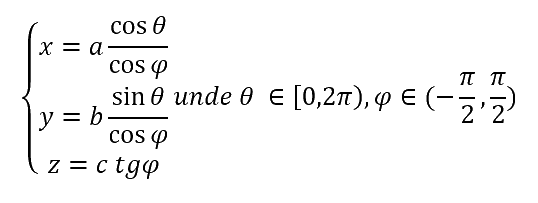 x = a cos θ / cos φ
y = b sin θ / cos φ unde θ ∈ [0,2π), φ ∈ (−π/2, π/2)
z = c tgφ